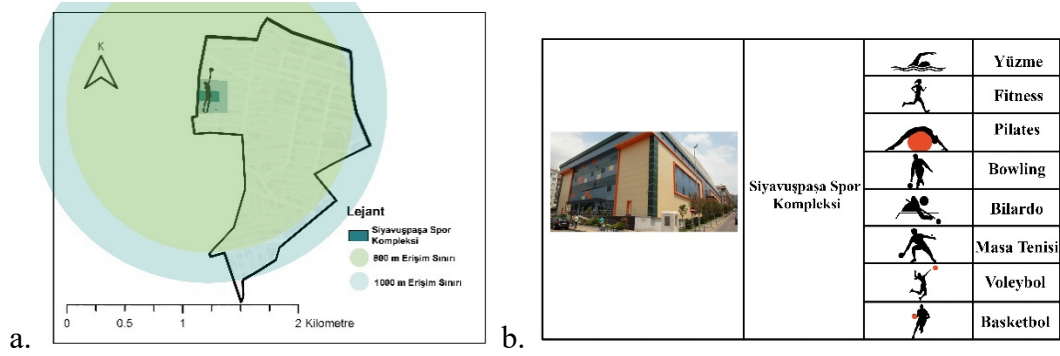 K
Lejant
Siyavuşpaşa Spor
Kompleksi
800 m Erişim Sınırı
1000 m Erişim Sınırı
0 0.5 1 2 Kilometre
a.
b.
Siyavuşpaşa Spor
Kompleksi
Yüzme
Fitness
Pilates
Bowling
Bilardo
Masa Tenisi
Voleybol
Basketbol